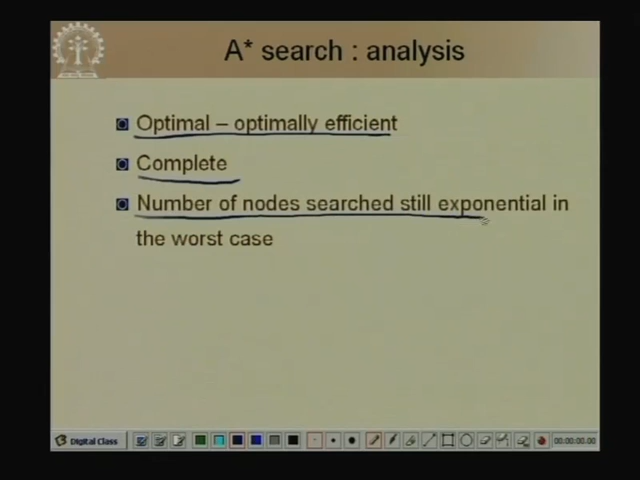 A* search : analysis
Optimal – optimally efficient
Complete
Number of nodes searched still exponential in
the worst case
Digital Class
00:00:00.00